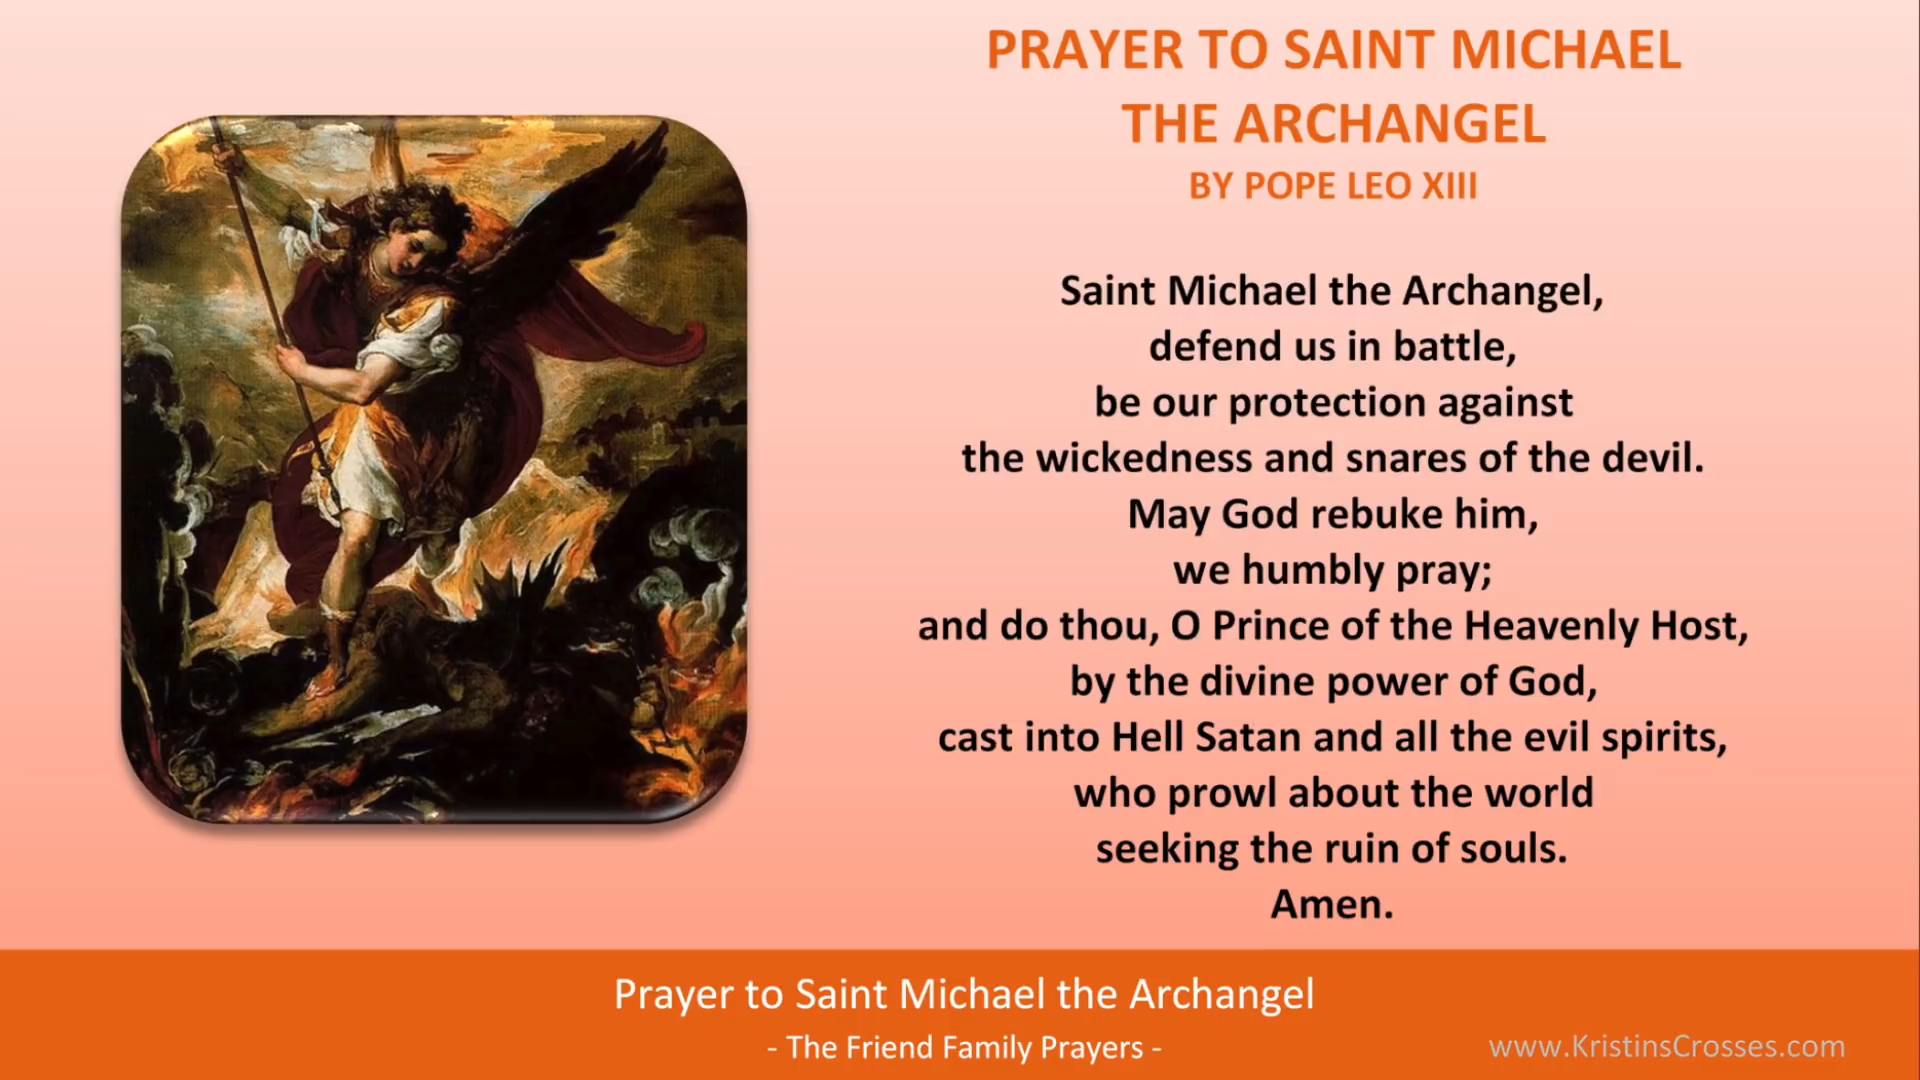 PRAYER TO SAINT MICHAEL
THE ARCHANGEL
BY POPE LEO XIII
Saint Michael the Archangel,
defend us in battle,
be our protection against
the wickedness and snares of the devil.
May God rebuke him,
we humbly pray;
and do thou, O Prince of the Heavenly Host,
by the divine power of God,
cast into Hell Satan and all the evil spirits,
who prowl about the world
seeking the ruin of souls.
Amen.
Prayer to Saint Michael the Archangel
- The Friend Family Prayers -
www.KristinsCrosses.com